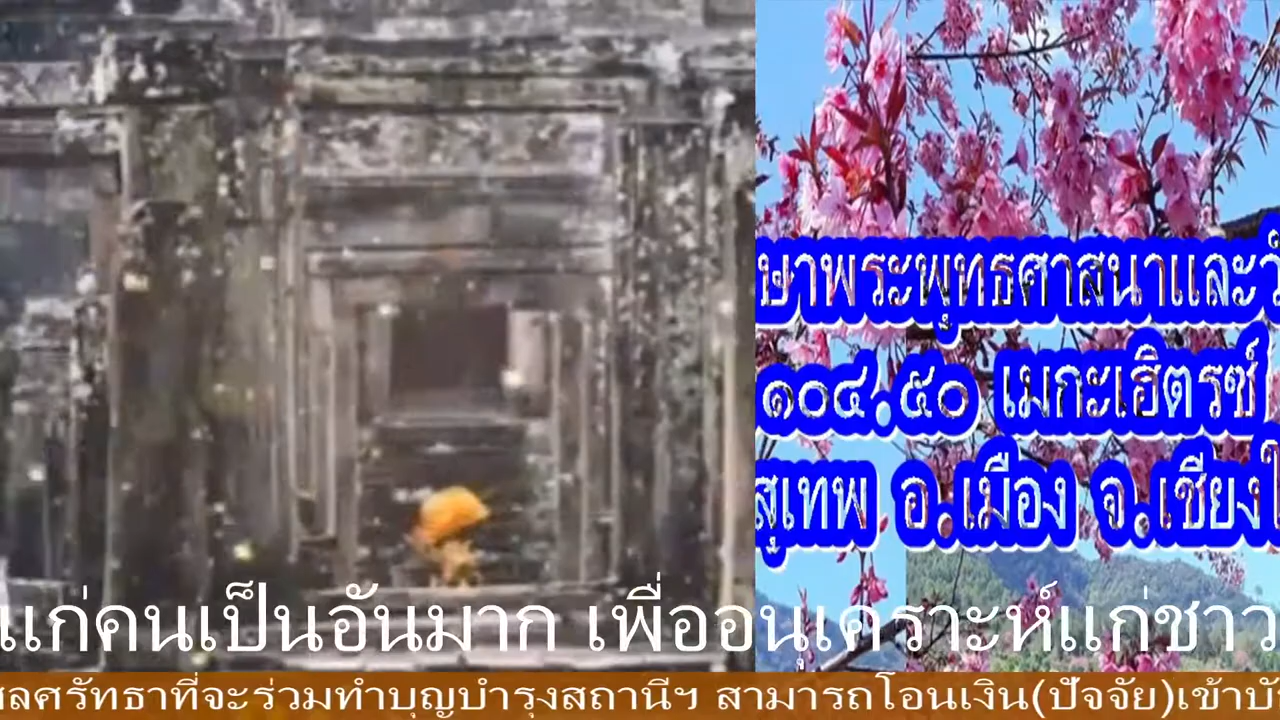 ษาพระพุทธศาสนาและวั
๑๐๔.๕๐ เมกะเฮิตรซ์
สุเทพ อ.เมือง จ.เชียงให
แก่คนเป็นอันมาก เพื่ออนุเคราะห์แก่ชาว
ศลศรัทธาที่จะร่วมทำบุญบำรุงสถานีฯ สามารถโอนเงิน(ปัจจัย)เข้าบั